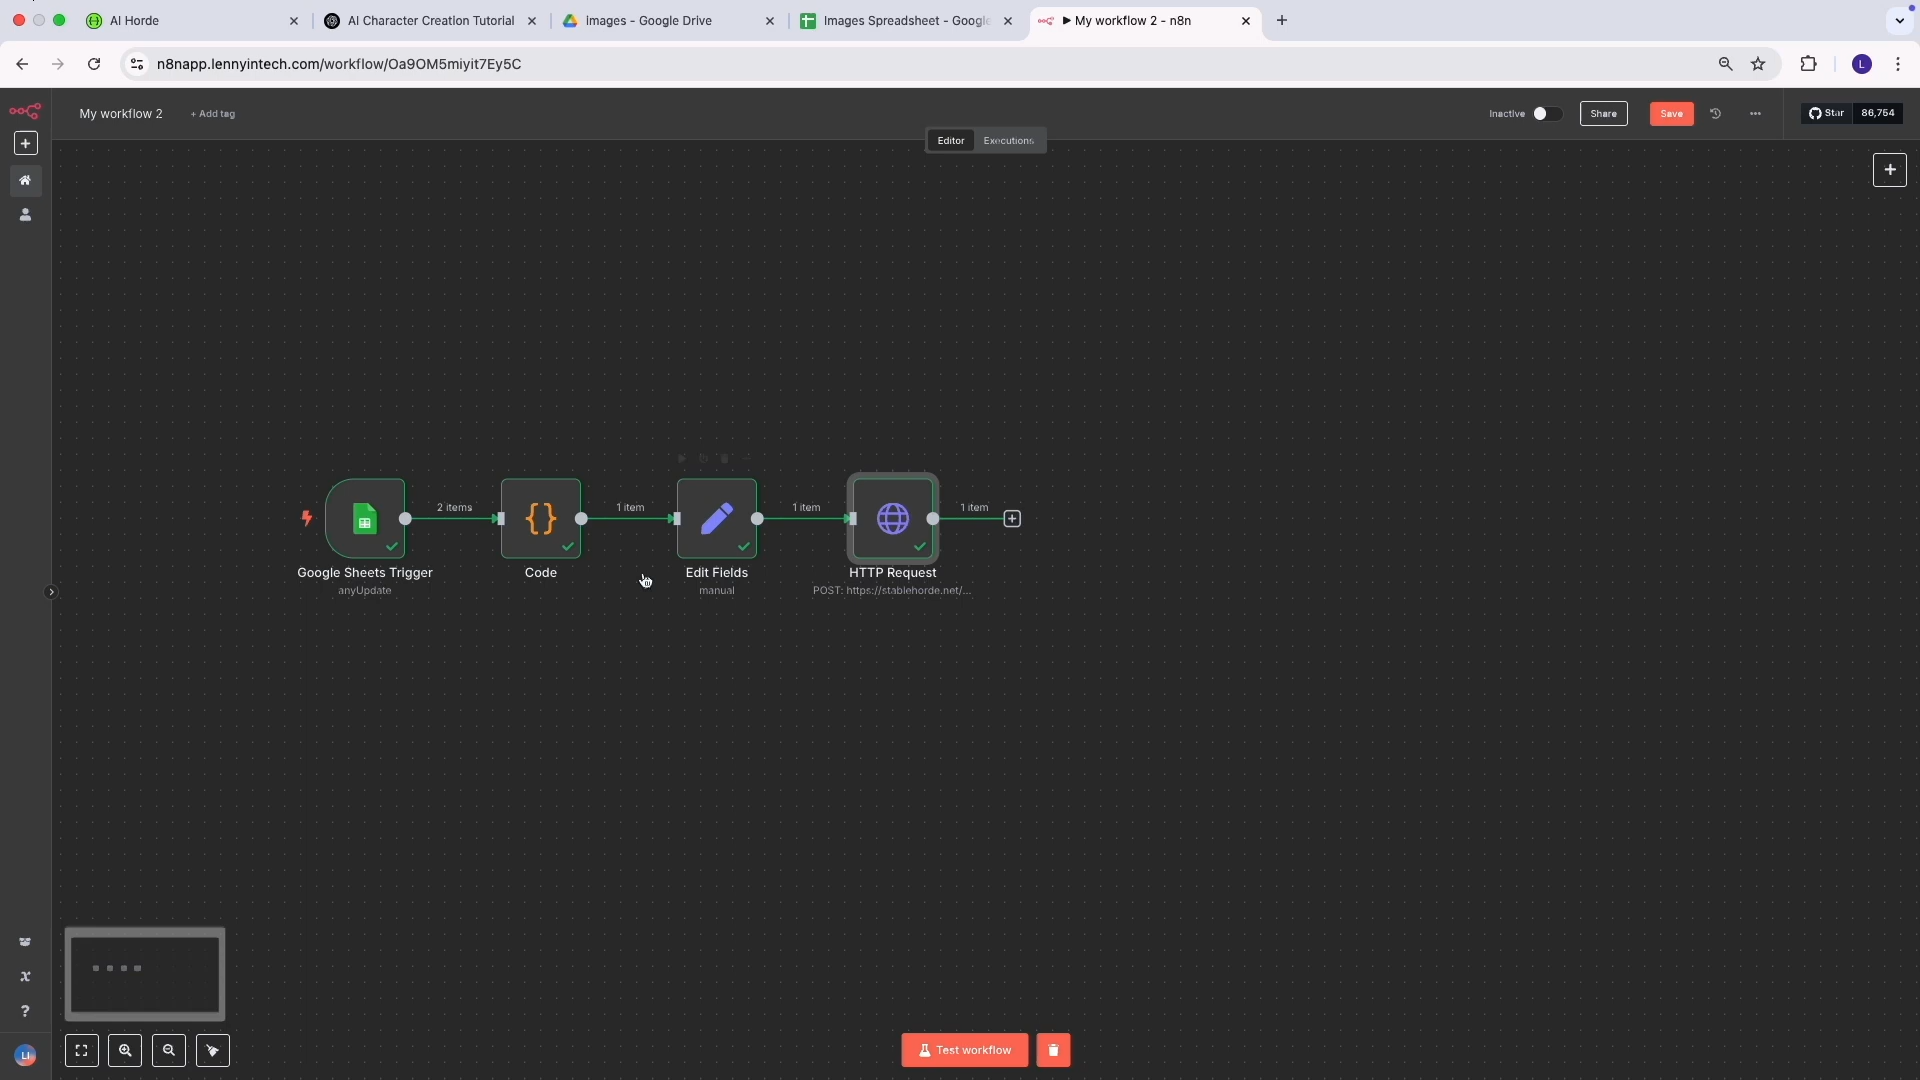 AI Horde
AI Character Creation Tutorial
Images - Google Drive
Images Spreadsheet - Google
My workflow 2 - n8n
n8napp.lennyintech.com/workflow/Oa9OM5miyit7Ey5C
L
My workflow 2
+ Add tag
Inactive
Share
Save
Star
86,754
Editor
Executions
2 items
1 item
1 item
1 item
Google Sheets Trigger
anyUpdate
Code
Edit Fields
manual
HTTP Request
POST: https://stablehorde.net/...
LI
Test workflow